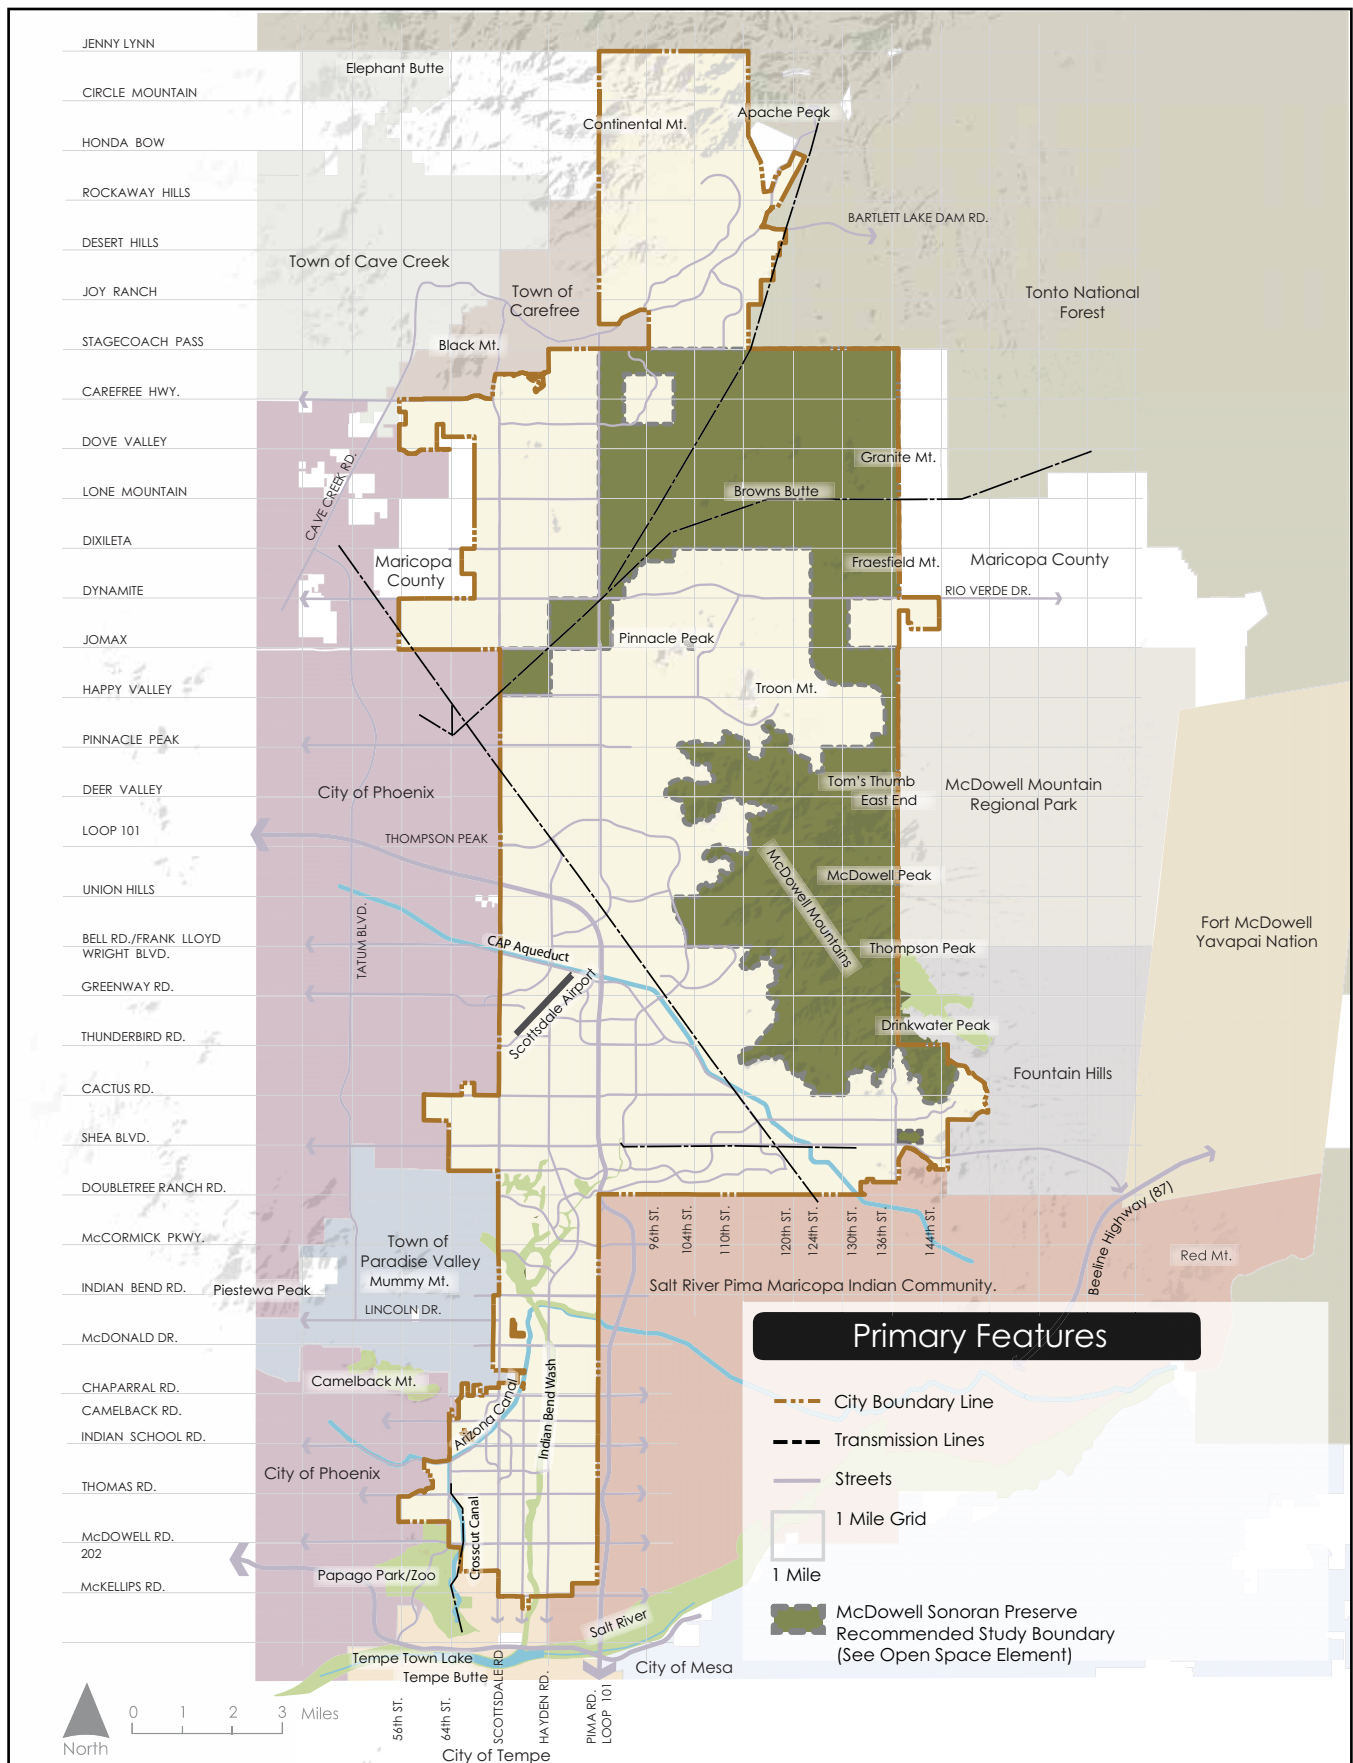 JENNY LYNN
CIRCLE MOUNTAIN
HONDA BOW
ROCKAWAY HILLS
DESERT HILLS
JOY RANCH
STAGECOACH PASS
CAREFREE HWY.
DOVE VALLEY
LONE MOUNTAIN
DIXILETA
DYNAMITE
JOMAX
HAPPY VALLEY
PINNACLE PEAK
DEER VALLEY
LOOP 101
UNION HILLS
BELL RD./FRANK LLOYD
WRIGHT BLVD.
GREENWAY RD.
THUNDERBIRD RD.
CACTUS RD.
SHEA BLVD.
DOUBLETREE RANCH RD.
McCORMICK PKWY.
INDIAN BEND RD.
McDONALD DR.
CHAPARRAL RD.
CAMELBACK RD.
INDIAN SCHOOL RD.
THOMAS RD.
McDOWELL RD.
202
McKELLIPS RD.
Elephant Butte
Continental Mt.
Apache Peak
BARTLETT LAKE DAM RD.
Town of Cave Creek
Town of
Carefree
Tonto National
Forest
Black Mt.
CAVE CREEK RD.
Granite Mt.
Browns Butte
Maricopa
County
Fraesfield Mt.
Maricopa County
RIO VERDE DR.
Pinnacle Peak
Troon Mt.
City of Phoenix
Tom's Thumb
East End
McDowell Mountain
Regional Park
THOMPSON PEAK
McDowell Mountains
McDowell Peak
TATUM BLVD.
CAP Aqueduct
Thompson Peak
Fort McDowell
Yavapai Nation
Scottsdale Airport
Drinkwater Peak
Fountain Hills
96th ST.
104th ST.
110th ST.
120th ST.
124th ST.
130th ST.
136th ST.
144th ST.
Beeline Highway (87)
Red Mt.
Town of
Paradise Valley
Mummy Mt.
Piestewa Peak
LINCOLN DR.
Salt River Pima Maricopa Indian Community.
Camelback Mt.
Arizona Canal
Indian Bend Wash
City of Phoenix
Crosscut Canal
Papago Park/Zoo
Salt River
Tempe Town Lake
Tempe Butte
City of Mesa
56th ST.
64th ST.
SCOTTSDALE RD
HAYDEN RD.
PIMA RD.
LOOP 101
City of Tempe
Primary Features
City Boundary Line
Transmission Lines
Streets
1 Mile Grid
1 Mile
McDowell Sonoran Preserve
Recommended Study Boundary
(See Open Space Element)
0 1 2 3 Miles
North